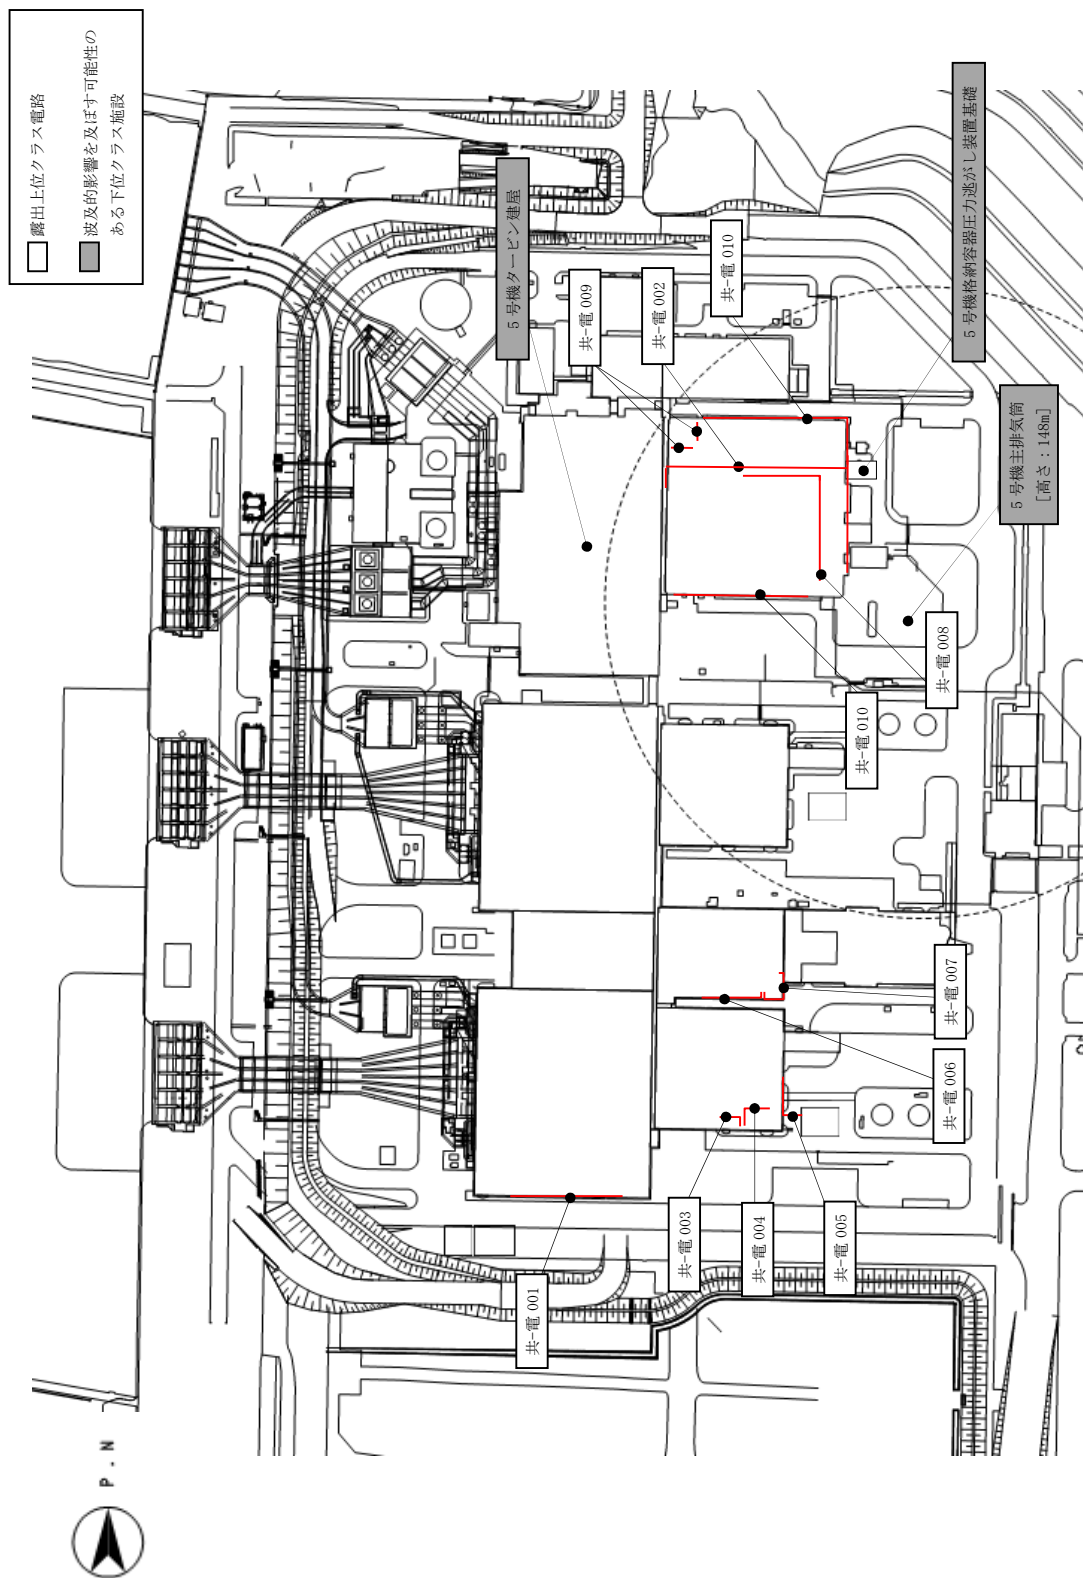 露出上位クラス電路
波及的影響を及ぼす可能性の
ある下位クラス施設
5号機タービン建屋
共-電 009
共-電 002
共-電 010
5号機格納容器圧力逃がし装置基礎
5号機主排気筒
[高さ:148m]
共-電 008
共-電 010
共-電 007
共-電 006
共-電 003
共-電 004
共-電 005
共-電 001
P.N